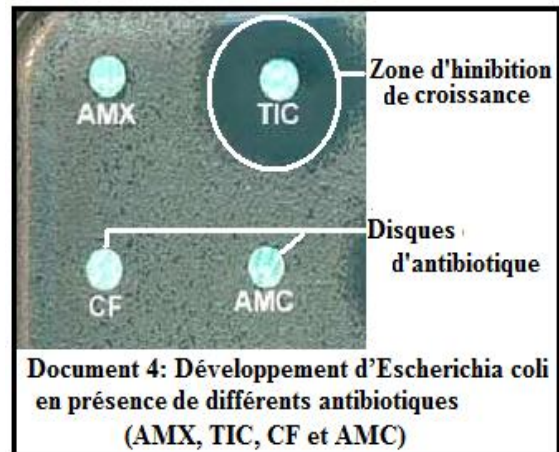 AMX
TIC
Zone d'hinibition
de croissance
CF
AMC
Disques
d'antibiotique
Document 4: Développement d'Escherichia coli
en présence de différents antibiotiques
(AMX, TIC, CF et AMC)